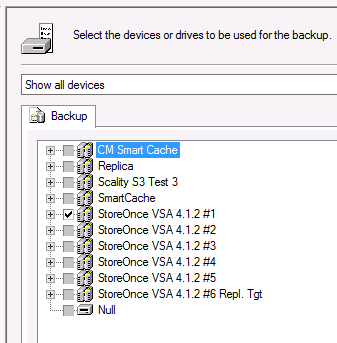 Select the devices or drives to be used for the backup.
Show all devices
Backup
CM Smart Cache
Replica
Scality S3 Test 3
SmartCache
StoreOnce VSA 4.1.2 #1
StoreOnce VSA 4.1.2 #2
StoreOnce VSA 4.1.2 #3
StoreOnce VSA 4.1.2 #4
StoreOnce VSA 4.1.2 #5
StoreOnce VSA 4.1.2 #6 Repl. Tgt
Null